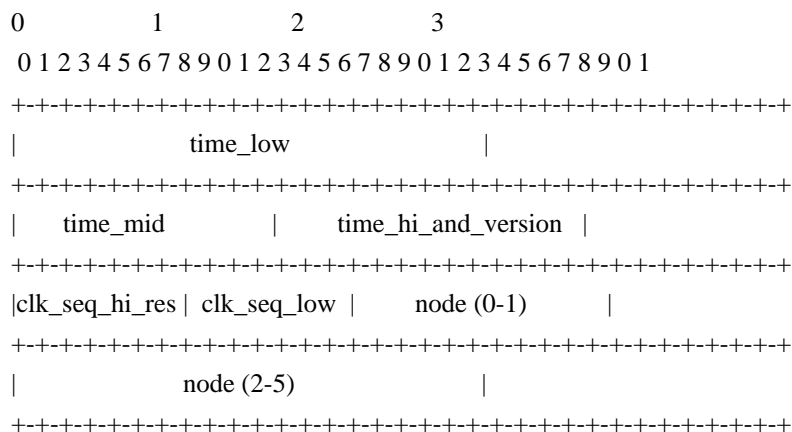 0 1 2 3
0 1 2 3 4 5 6 7 8 9 0 1 2 3 4 5 6 7 8 9 0 1 2 3 4 5 6 7 8 9 0 1
+-+-+-+-+-+-+-+-+-+-+-+-+-+-+-+-+-+-+-+-+-+-+-+-+-+-+-+-+-+-+-+-+
| time_low |
+-+-+-+-+-+-+-+-+-+-+-+-+-+-+-+-+-+-+-+-+-+-+-+-+-+-+-+-+-+-+-+-+
| time_mid | time_hi_and_version |
+-+-+-+-+-+-+-+-+-+-+-+-+-+-+-+-+-+-+-+-+-+-+-+-+-+-+-+-+-+-+-+-+
|clk_seq_hi_res | clk_seq_low | node (0-1) |
+-+-+-+-+-+-+-+-+-+-+-+-+-+-+-+-+-+-+-+-+-+-+-+-+-+-+-+-+-+-+-+-+
| node (2-5) |
+-+-+-+-+-+-+-+-+-+-+-+-+-+-+-+-+-+-+-+-+-+-+-+-+-+-+-+-+-+-+-+-+